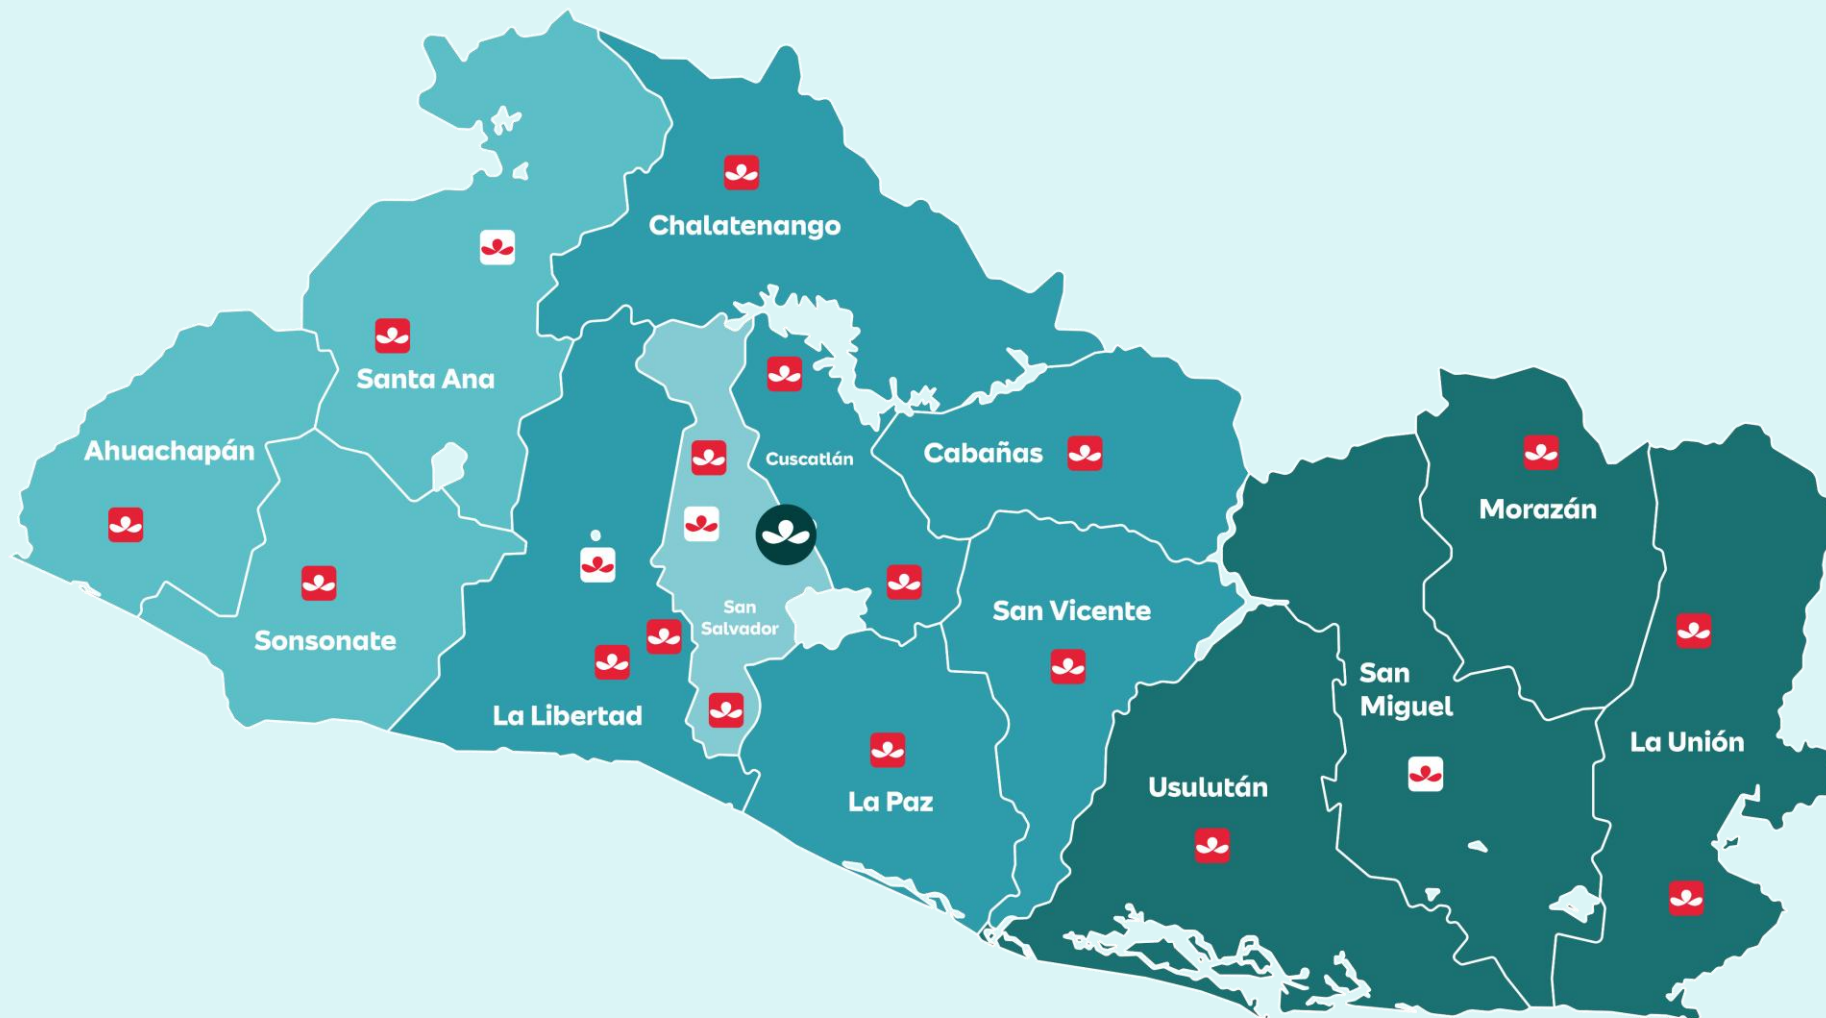 Chalatenango
Santa Ana
Ahuachapán
Cuscatlán
Cabañas
Morazán
San
Salvador
San Vicente
Sonsonate
San
Miguel
La Libertad
La Unión
Usulután
La Paz